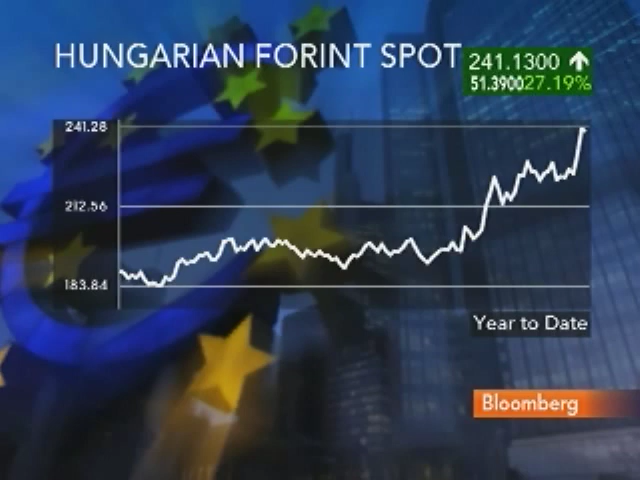 HUNGARIAN FORINT SPOT
241.1300
51.3900 27.19%
241.28
212.56
183.84
Year to Date
Bloomberg